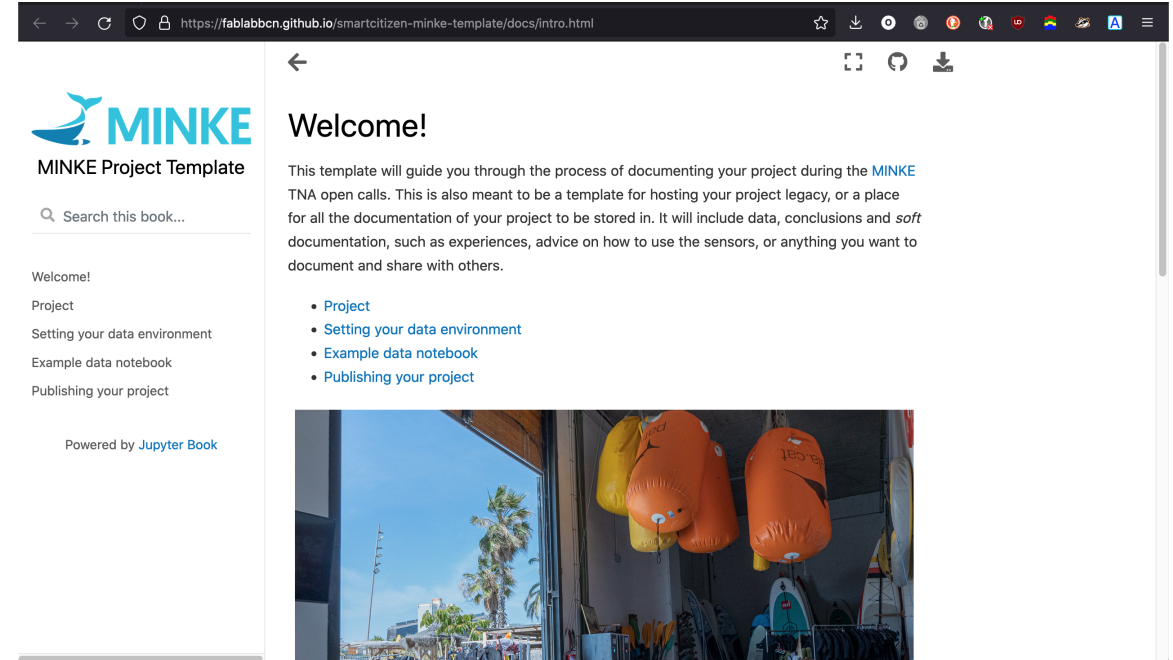 https://fablabbcn.github.io/smartcitizen-minke-template/docs/intro.html
MINKE
MINKE Project Template
Search this book...
Welcome!
Project
Setting your data environment
Example data notebook
Publishing your project
Powered by Jupyter Book
Welcome!
This template will guide you through the process of documenting your project during the MINKE
TNA open calls. This is also meant to be a template for hosting your project legacy, or a place
for all the documentation of your project to be stored in. It will include data, conclusions and soft
documentation, such as experiences, advice on how to use the sensors, or anything you want to
document and share with others.
• Project
• Setting your data environment
• Example data notebook
• Publishing your project